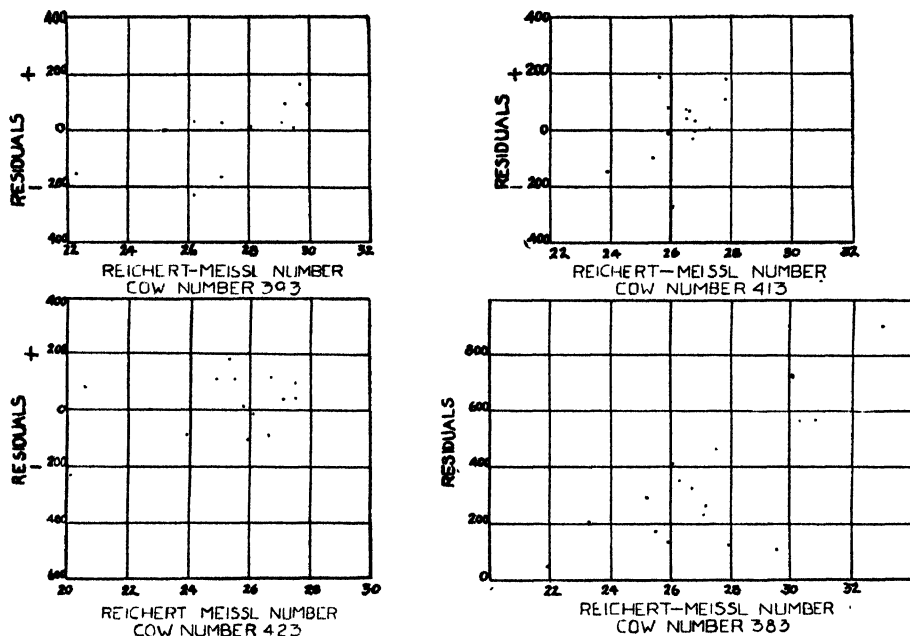 400
200
0
200
400
+
RESIDUALS
−
22 24 26 28 30 32
REICHERT-MEISSL NUMBER
COW NUMBER 393
400
200
0
200
400
+
RESIDUALS
−
22 24 26 28 30 32
REICHERT-MEISSL NUMBER
COW NUMBER 413
400
200
0
200
400
600
+
RESIDUALS
−
20 22 24 26 28 30
REICHERT MEISSL NUMBER
COW NUMBER 423
800
600
400
200
0
RESIDUALS
22 24 26 28 30 32
REICHERT-MEISSL NUMBER
COW NUMBER 383